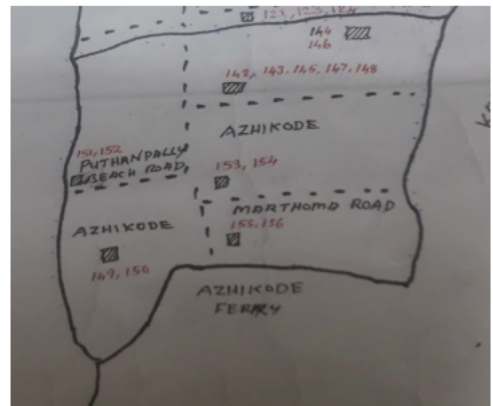 144
146
142, 143, 145, 147, 148
AZHIKODE
151, 152
PUTHANPALLY
BEACH ROAD
153, 154
MARTHOMA ROAD
AZHIKODE
155, 156
149, 150
AZHIKODE
FERRY